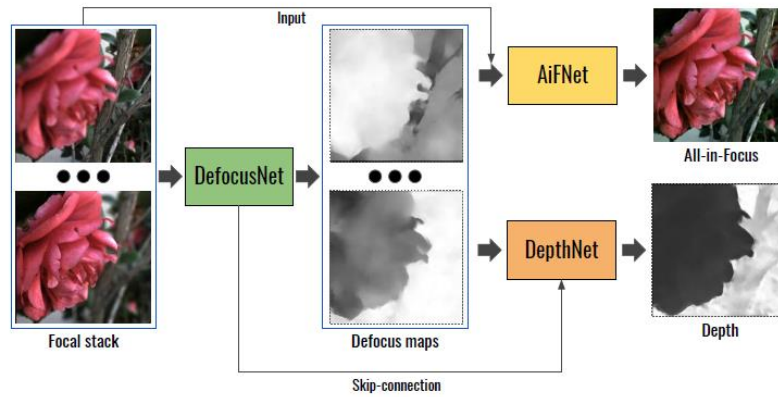 Input
AiFNet
All-in-Focus
DefocusNet
DepthNet
Focal stack
Defocus maps
Depth
Skip-connection